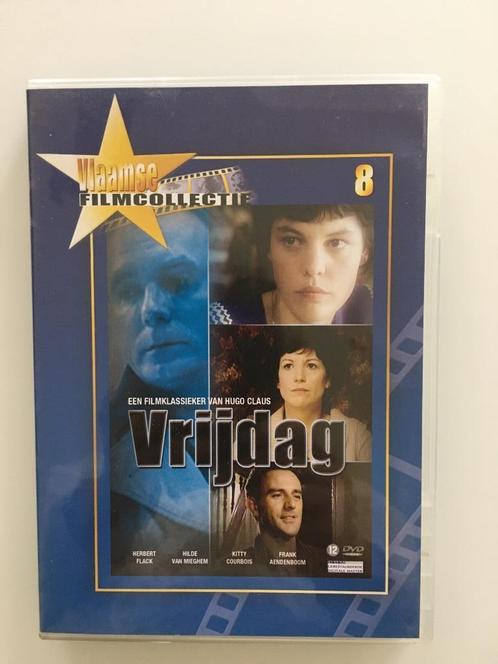 Vlaamse
FILMCOLLECTIE
8
EEN FILMKLASSIEKER VAN HUGO CLAUS
Vrijdag
HERBERT FLACK
HILDE VAN MIEGHEM
KITTY COURBOIS
FRANK AENDENBOOM
12
DVD